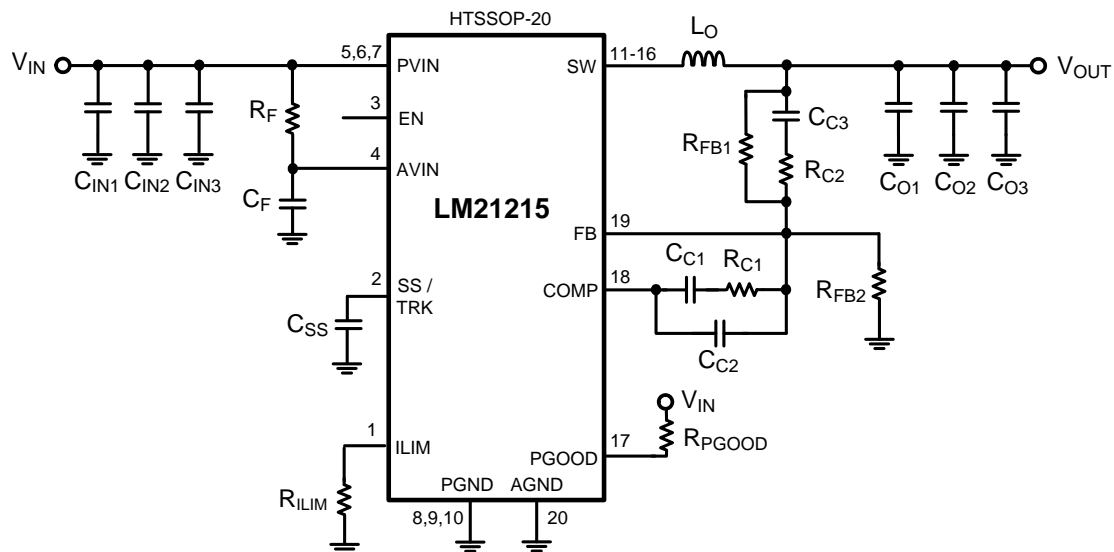 HTSSOP-20
V_IN
5,6,7
PVIN
SW
11-16
L_O
V_OUT
R_F
3
EN
C_C3
R_FB1
R_C2
C_IN1 C_IN2 C_IN3
4
AVIN
C_O1 C_O2 C_O3
C_F
LM21215
FB
19
C_C1 R_C1
2
SS /
TRK
COMP
18
R_FB2
C_SS
C_C2
V_IN
1
ILIM
17
PGOOD
R_PGOOD
R_ILIM
PGND AGND
8,9,10
20